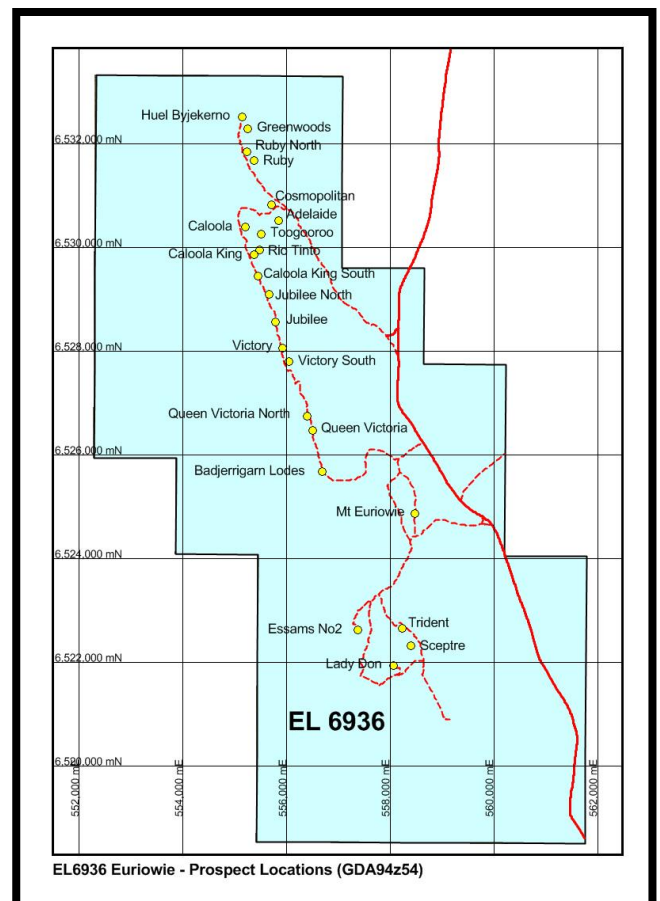 Huel Byjekerno
Greenwoods
6,532,000 mN
Ruby North
Ruby
Cosmopolitan
Adelaide
Caloola
Toogooroo
6,530,000 mN
Ric Tinto
Caloola King
Caloola King South
Jubilee North
Jubilee
Victory
6,528,000 mN
Victory South
Queen Victoria North
Queen Victoria
6,526,000 mN
Badjerrigarn Lodes
Mt Euriowie
6,524,000 mN
Trident
Essams No2
Sceptre
6,522,000 mN
Lady Don
EL 6936
6,520,000 mN
552,000 mE
554,000 mE
556,000 mE
558,000 mE
560,000 mE
562,000 mE
EL6936 Euriowie - Prospect Locations (GDA94z54)